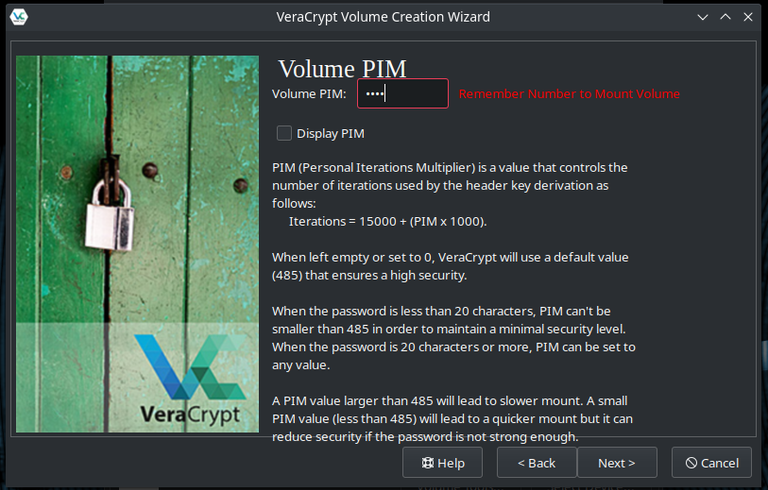 VeraCrypt Volume Creation Wizard
Volume PIM
Volume PIM: •••• Remember Number to Mount Volume
Display PIM
PIM (Personal Iterations Multiplier) is a value that controls the
number of iterations used by the header key derivation as
follows:
Iterations = 15000 + (PIM x 1000).
When left empty or set to 0, VeraCrypt will use a default value
(485) that ensures a high security.
When the password is less than 20 characters, PIM can't be
smaller than 485 in order to maintain a minimal security level.
When the password is 20 characters or more, PIM can be set to
any value.
A PIM value larger than 485 will lead to slower mount. A small
PIM value (less than 485) will lead to a quicker mount but it can
reduce security if the password is not strong enough.
VeraCrypt
Help < Back Next > Cancel